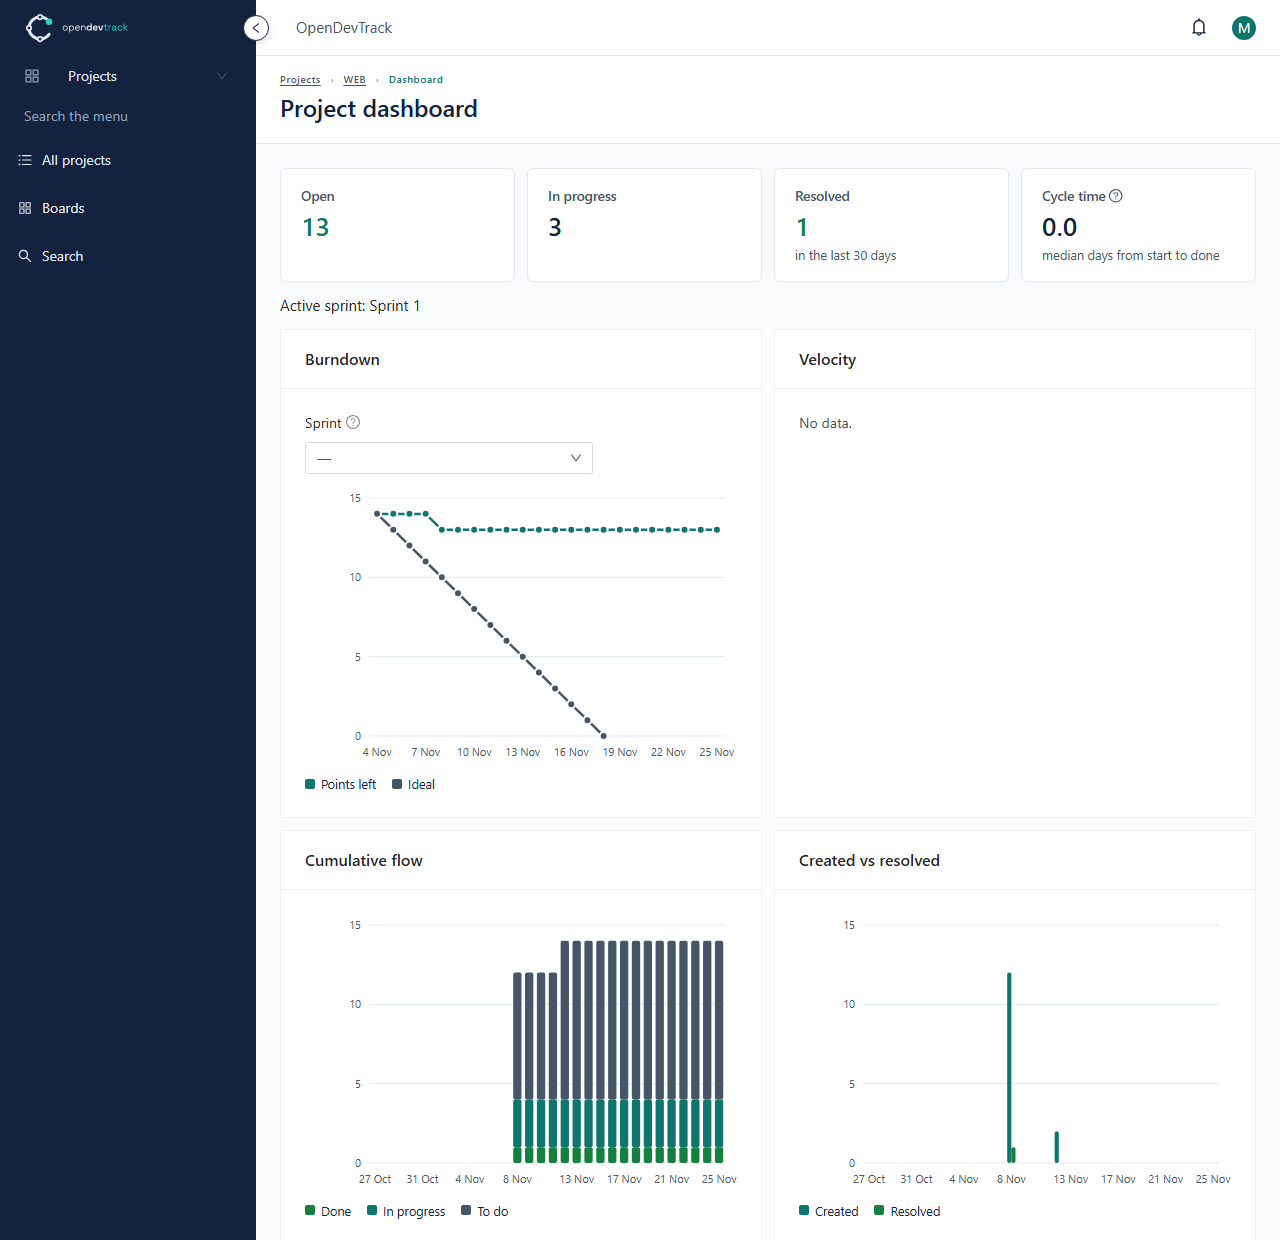 opendevtrack
OpenDevTrack
M
Projects
Search the menu
All projects
Boards
Search
Projects › WEB › Dashboard
Project dashboard
Open
13
In progress
3
Resolved
1
in the last 30 days
Cycle time ?
0.0
median days from start to done
Active sprint: Sprint 1
Burndown
Sprint ?
—
15
10
5
0
4 Nov 7 Nov 10 Nov 13 Nov 16 Nov 19 Nov 22 Nov 25 Nov
Points left Ideal
Velocity
No data.
Cumulative flow
15
10
5
0
27 Oct 31 Oct 4 Nov 8 Nov 13 Nov 17 Nov 21 Nov 25 Nov
Done In progress To do
Created vs resolved
15
10
5
0
27 Oct 31 Oct 4 Nov 8 Nov 13 Nov 17 Nov 21 Nov 25 Nov
Created Resolved